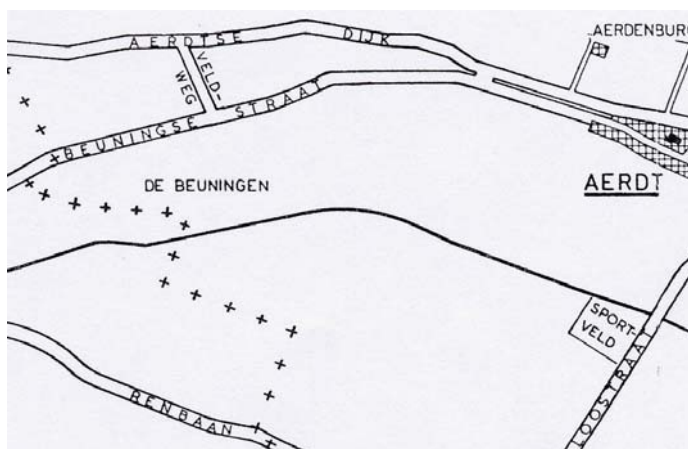 AERDTSE DIJK
AERDENBURG
VELD-
WEG
BEUNINGSE STRAAT
DE BEUNINGEN
AERDT
SPORT-
VELD
LOOSTRAAT
RENBAAN